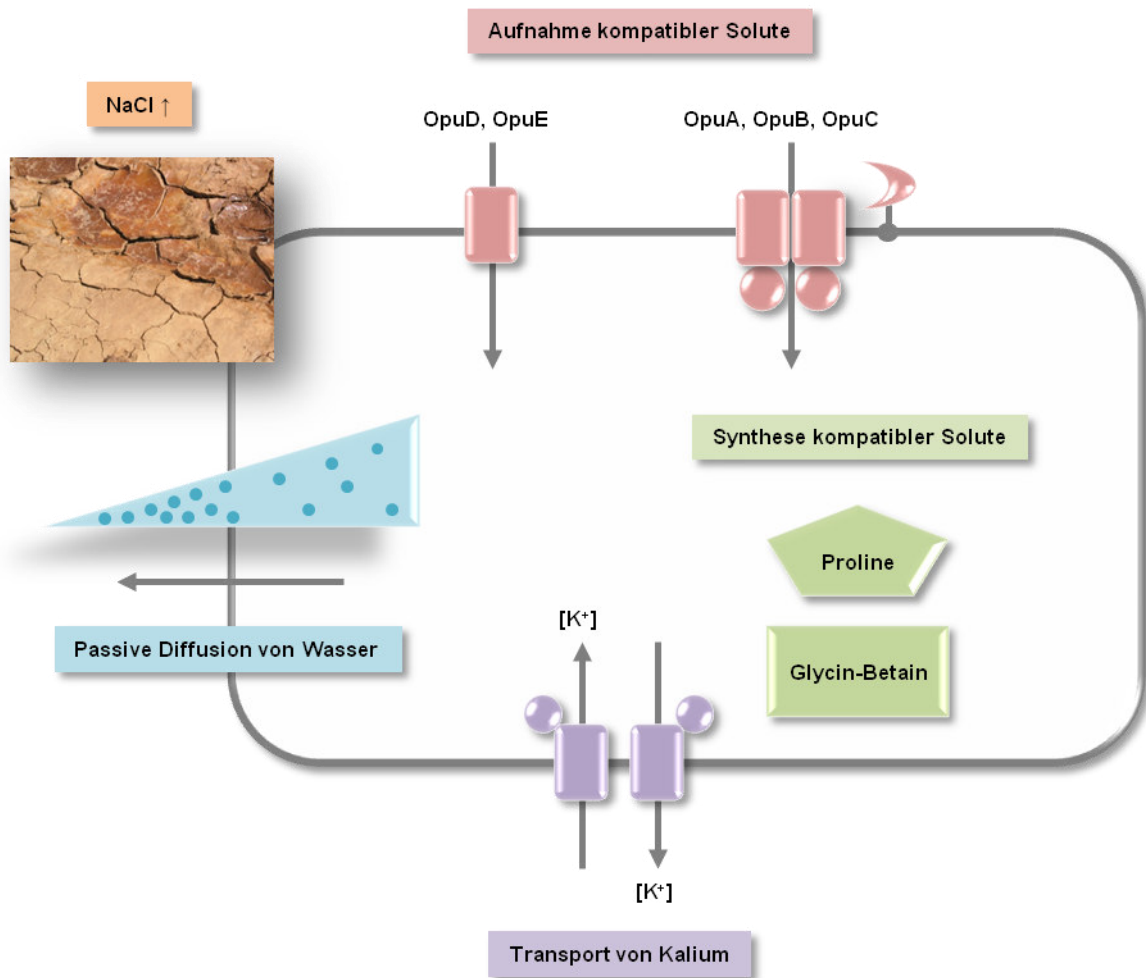 Aufnahme kompatibler Solute
NaCl ↑
OpuD, OpuE
OpuA, OpuB, OpuC
Synthese kompatibler Solute
Proline
Glycin-Betain
Passive Diffusion von Wasser
[K⁺]
[K⁺]
Transport von Kalium